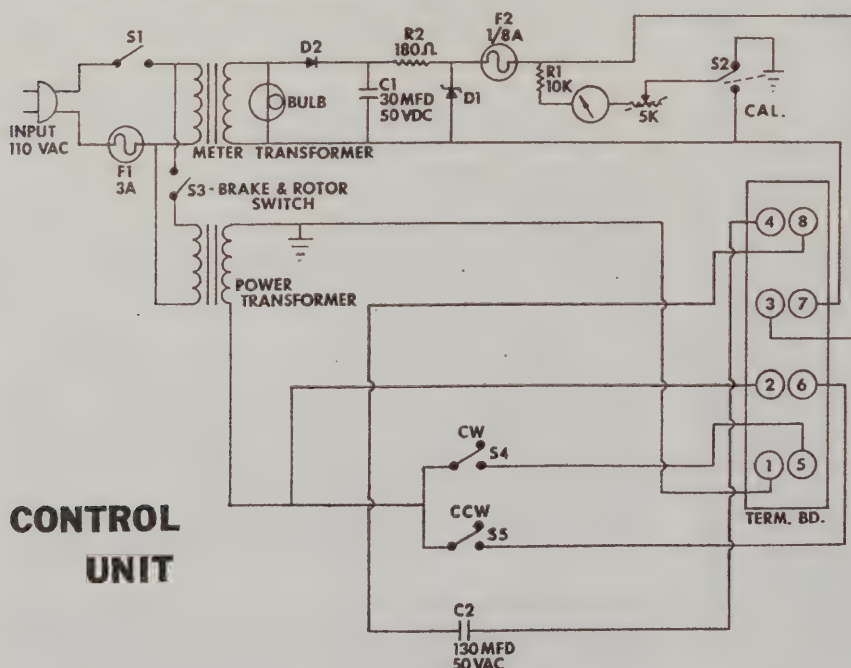 S1
INPUT
110 VAC
F1
3A
METER TRANSFORMER
BULB
D2
C1
30 MFD
50 VDC
R2
180Ω
D1
F2
1/8A
R1
10K
5K
S2
CAL.
S3 - BRAKE & ROTOR
SWITCH
POWER
TRANSFORMER
4 8
3 7
2 6
1 5
TERM. BD.
CW
S4
CCW
S5
C2
130 MFD
50 VAC
CONTROL
UNIT